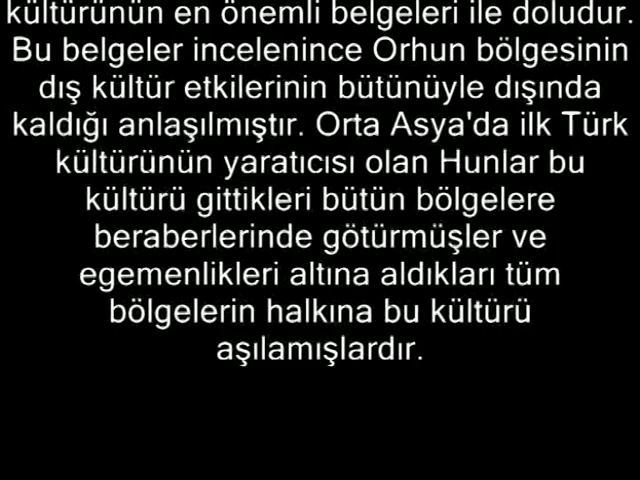 kültürünün en önemli belgeleri ile doludur.
Bu belgeler incelenince Orhun bölgesinin
dış kültür etkilerinin bütünüyle dışında
kaldığı anlaşılmıştır. Orta Asya'da ilk Türk
kültürünün yaratıcısı olan Hunlar bu
kültürü gittikleri bütün bölgelere
beraberlerinde götürmüşler ve
egemenlikleri altına aldıkları tüm
bölgelerin halkına bu kültürü
aşılamışlardır.